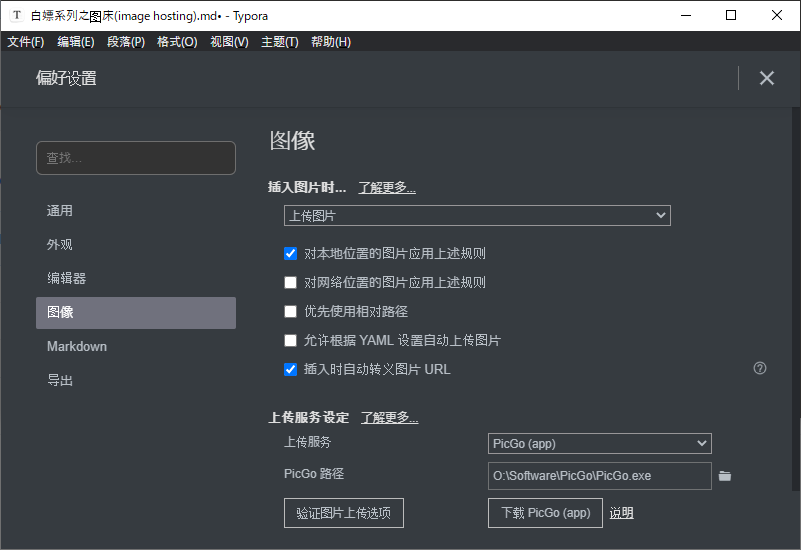 T 白嫖系列之图床(image hosting).md• - Typora
文件(F) 编辑(E) 段落(P) 格式(O) 视图(V) 主题(T) 帮助(H)
偏好设置
查找...
通用
外观
编辑器
图像
Markdown
导出
图像
插入图片时... 了解更多...
上传图片
对本地位置的图片应用上述规则
对网络位置的图片应用上述规则
优先使用相对路径
允许根据 YAML 设置自动上传图片
插入时自动转义图片 URL
上传服务设定 了解更多...
上传服务 PicGo (app)
PicGo 路径 O:\Software\PicGo\PicGo.exe
验证图片上传选项 下载 PicGo (app) 说明